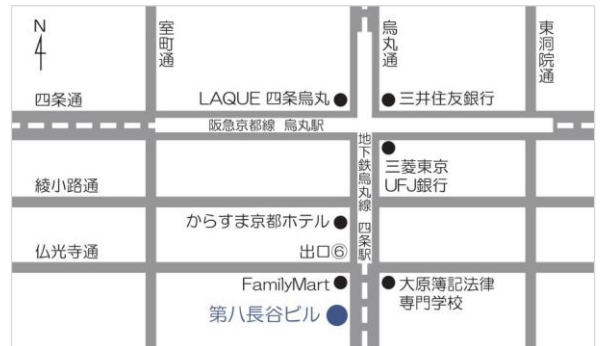 N
室町通
烏丸通
東洞院通
四条通
LAQUE 四条烏丸
三井住友銀行
阪急京都線 烏丸駅
地下鉄烏丸線 四条駅
三菱東京
UFJ銀行
綾小路通
からすま京都ホテル
仏光寺通
出口⑥
FamilyMart
大原簿記法律
専門学校
第八長谷ビル